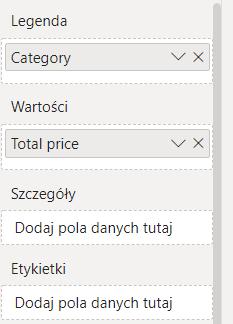 Legenda
Category
Wartości
Total price
Szczegóły
Dodaj pola danych tutaj
Etykietki
Dodaj pola danych tutaj